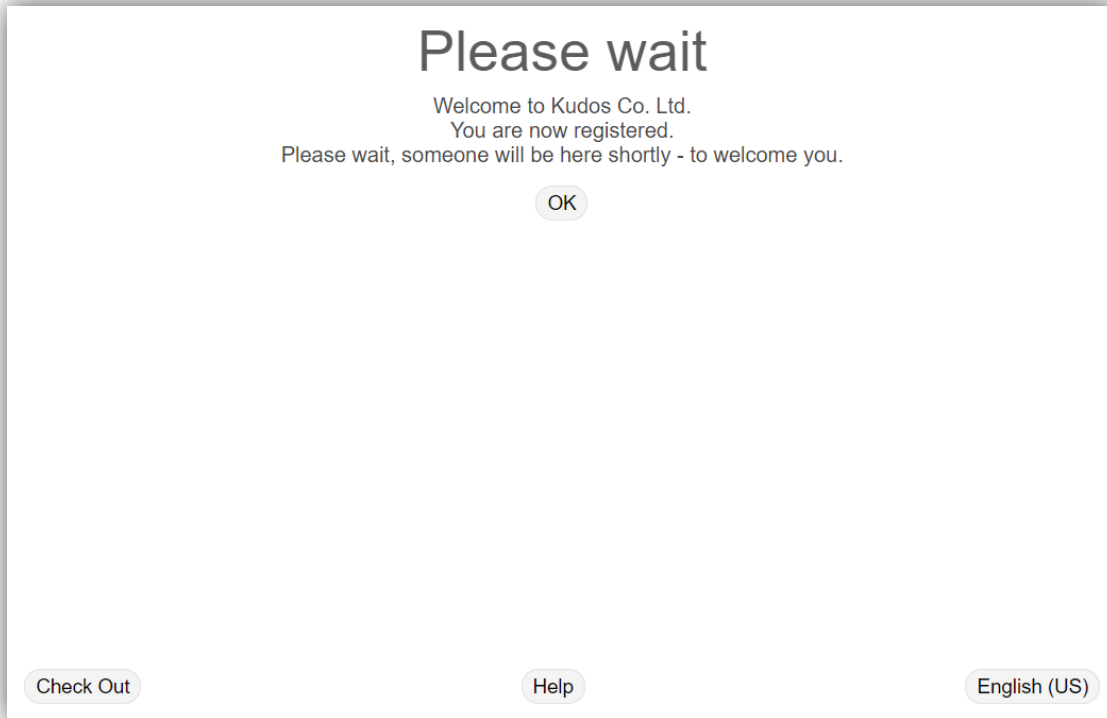 Please wait
Welcome to Kudos Co. Ltd.
You are now registered.
Please wait, someone will be here shortly - to welcome you.
OK
Check Out
Help
English (US)